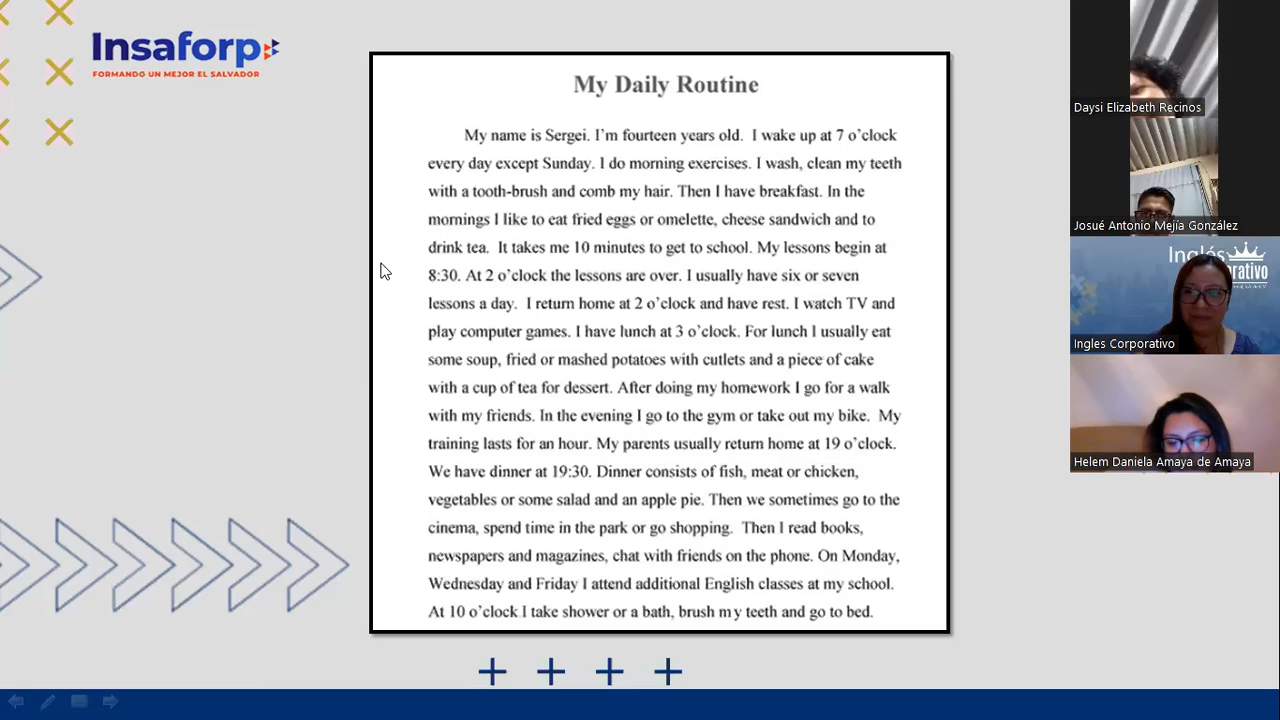 Insaforp
FORMANDO UN MEJOR EL SALVADOR
My Daily Routine
My name is Sergei. I'm fourteen years old. I wake up at 7 o'clock
every day except Sunday. I do morning exercises. I wash, clean my teeth
with a tooth-brush and comb my hair. Then I have breakfast. In the
mornings I like to eat fried eggs or omelette, cheese sandwich and to
drink tea. It takes me 10 minutes to get to school. My lessons begin at
8:30. At 2 o'clock the lessons are over. I usually have six or seven
lessons a day. I return home at 2 o'clock and have rest. I watch TV and
play computer games. I have lunch at 3 o'clock. For lunch I usually eat
some soup, fried or mashed potatoes with cutlets and a piece of cake
with a cup of tea for dessert. After doing my homework I go for a walk
with my friends. In the evening I go to the gym or take out my bike. My
training lasts for an hour. My parents usually return home at 19 o'clock.
We have dinner at 19:30. Dinner consists of fish, meat or chicken,
vegetables or some salad and an apple pie. Then we sometimes go to the
cinema, spend time in the park or go shopping. Then I read books,
newspapers and magazines, chat with friends on the phone. On Monday,
Wednesday and Friday I attend additional English classes at my school.
At 10 o'clock I take shower or a bath, brush my teeth and go to bed.
Daysi Elizabeth Recinos
Josué Antonio Mejía González
Inglés
Ingles Corporativo
Helem Daniela Amaya de Amaya